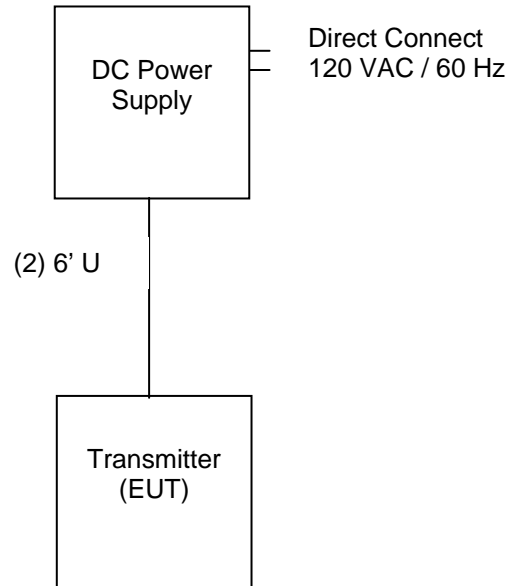 DC Power
Supply
Direct Connect
120 VAC / 60 Hz
(2) 6’ U
Transmitter
(EUT)